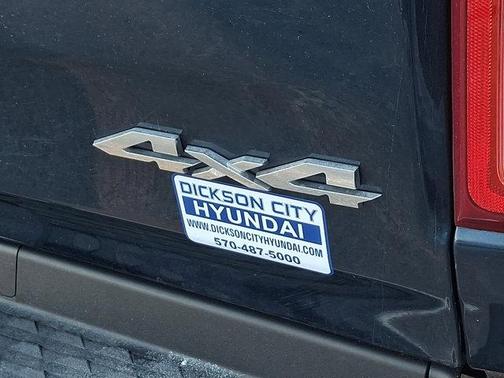 4X4
DICKSON CITY
HYUNDAI
WWW.DICKSONCITYHYUNDAI.COM
570-487-5000